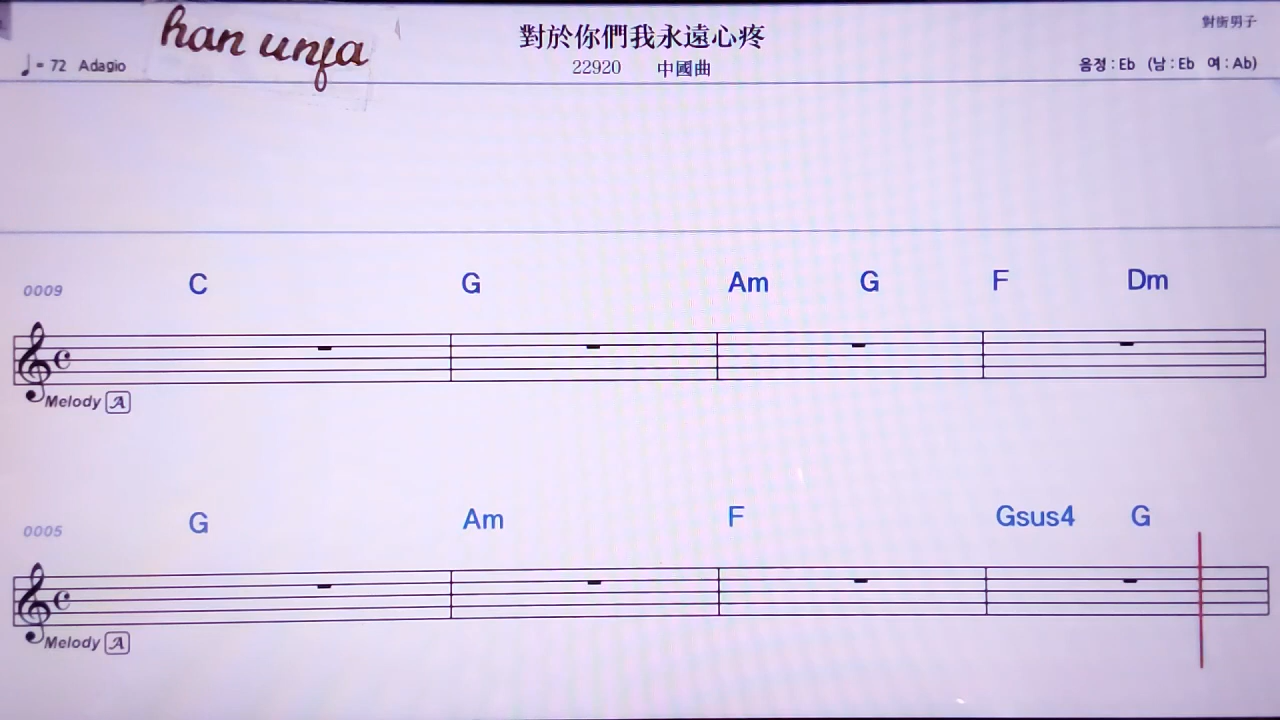 han unfa
對於你們我永遠心疼
對街男子
♩= 72 Adagio
22920 中國曲
음정 : Eb (남 : Eb 여 : Ab)
0009
C G Am G F Dm
Melody A
0005
G Am F Gsus4 G
Melody A